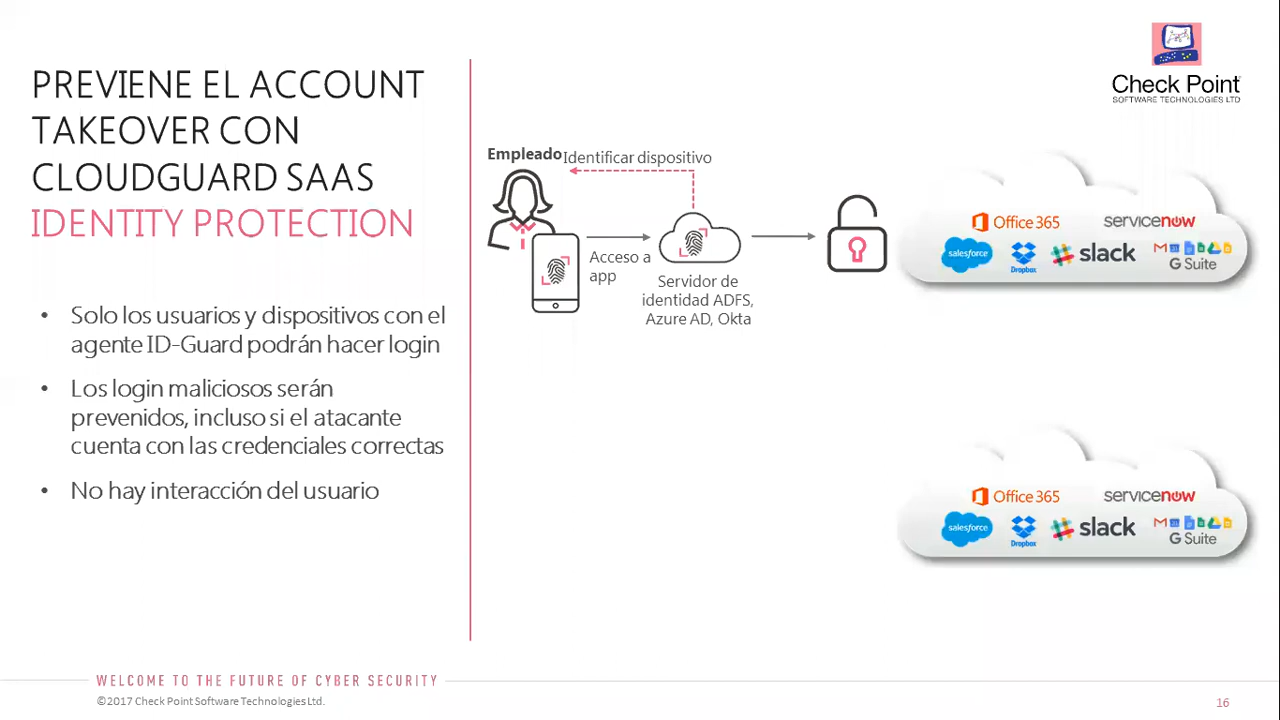 PREVIENE EL ACCOUNT
TAKEOVER CON
CLOUDGUARD SAAS
IDENTITY PROTECTION
• Solo los usuarios y dispositivos con el
agente ID-Guard podrán hacer login
• Los login maliciosos serán
prevenidos, incluso si el atacante
cuenta con las credenciales correctas
• No hay interacción del usuario
Check Point
SOFTWARE TECHNOLOGIES LTD
Empleado
Identificar dispositivo
Acceso a
app
Servidor de
identidad ADFS,
Azure AD, Okta
Office 365
servicenow
salesforce
Dropbox
slack
G Suite
Office 365
servicenow
salesforce
Dropbox
slack
G Suite
WELCOME TO THE FUTURE OF CYBER SECURITY
©2017 Check Point Software Technologies Ltd.
16